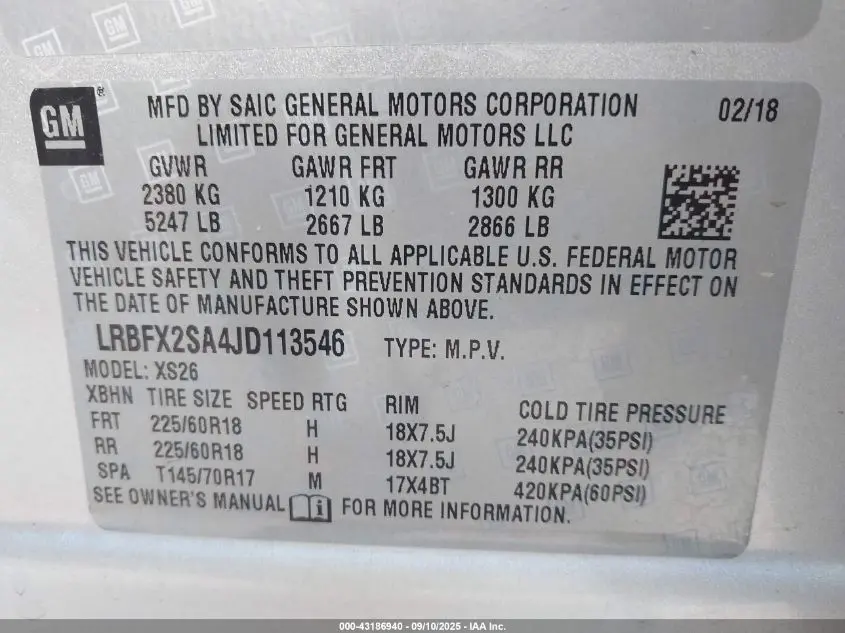 GM
MFD BY SAIC GENERAL MOTORS CORPORATION 02/18
LIMITED FOR GENERAL MOTORS LLC
GVWR GAWR FRT GAWR RR
2380 KG 1210 KG 1300 KG
5247 LB 2667 LB 2866 LB
THIS VEHICLE CONFORMS TO ALL APPLICABLE U.S. FEDERAL MOTOR
VEHICLE SAFETY AND THEFT PREVENTION STANDARDS IN EFFECT ON
THE DATE OF MANUFACTURE SHOWN ABOVE.
LRBFX2SA4JD113546 TYPE: M.P.V.
MODEL: XS26
XBHN TIRE SIZE SPEED RTG RIM COLD TIRE PRESSURE
FRT 225/60R18 H 18X7.5J 240KPA(35PSI)
RR 225/60R18 H 18X7.5J 240KPA(35PSI)
SPA T145/70R17 M 17X4BT 420KPA(60PSI)
SEE OWNER'S MANUAL i FOR MORE INFORMATION.
000-43186940 - 09/10/2025 - IAA Inc.